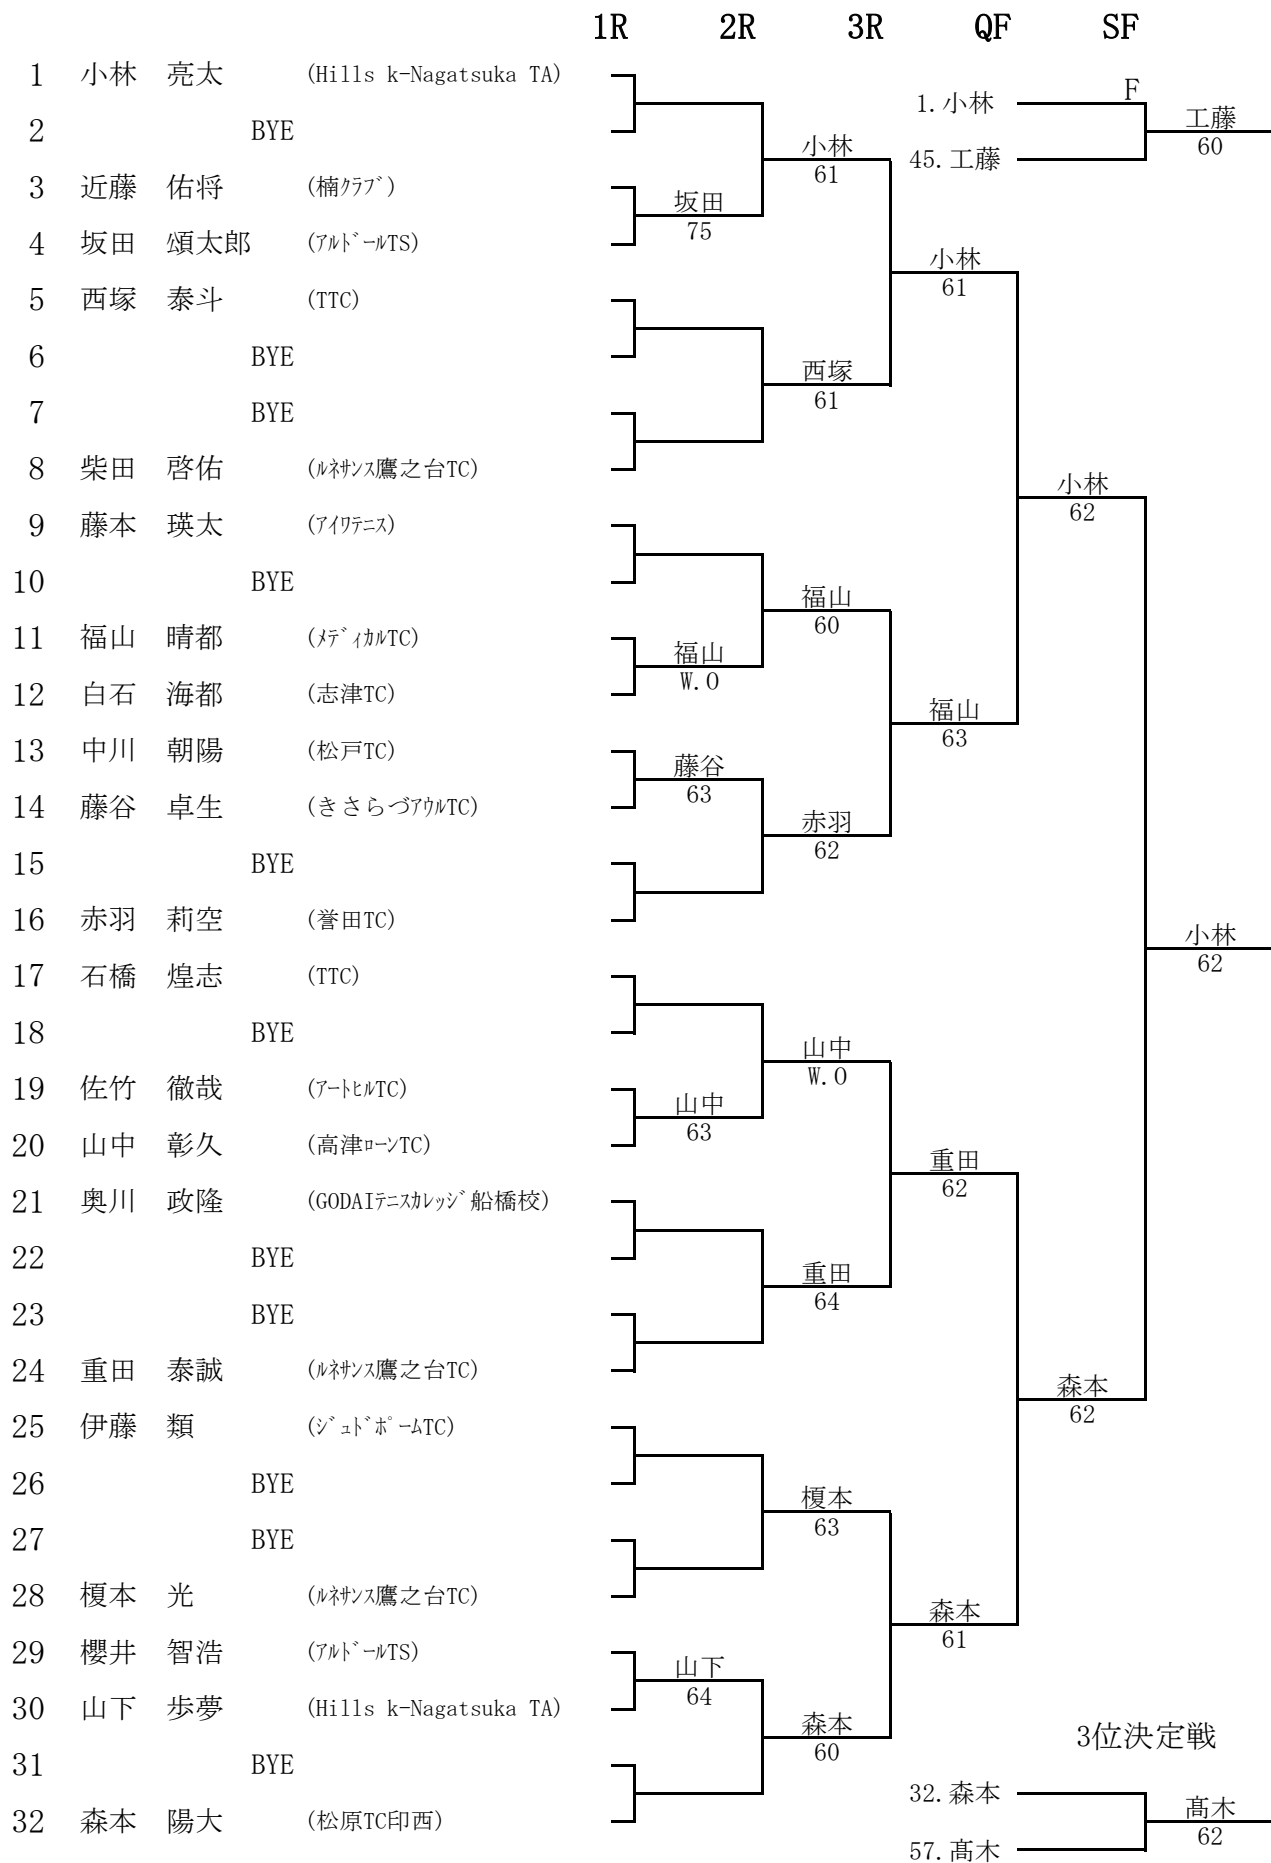 1R 2R 3R QF SF
1 小林 亮太 (Hills k-Nagatsuka TA)
F
1.小林
工藤
2 BYE
60
小林
45.工藤
61
3 近藤 佑将 (楠ｸﾗﾌﾞ)
坂田
75
4 坂田 頌太郎 (ｱﾙﾄﾞｰﾙTS)
小林
61
5 西塚 泰斗 (TTC)
6 BYE
西塚
61
7 BYE
8 柴田 啓佑 (ﾙﾈｻﾝｽ鷹之台TC)
小林
62
9 藤本 瑛太 (ｱｲﾜﾃﾆｽ)
10 BYE
福山
60
11 福山 晴都 (ﾒﾃﾞｨｶﾙTC)
福山
W.O
12 白石 海都 (志津TC)
福山
63
13 中川 朝陽 (松戸TC)
藤谷
63
14 藤谷 卓生 (きさらづｱｳﾙTC)
赤羽
62
15 BYE
16 赤羽 莉空 (誉田TC)
小林
62
17 石橋 煌志 (TTC)
18 BYE
山中
W.O
19 佐竹 徹哉 (ｱｰﾄﾋﾙTC)
山中
63
20 山中 彰久 (高津ﾛｰﾝTC)
重田
62
21 奥川 政隆 (GODAIﾃﾆｽｶﾚｯｼﾞ船橋校)
22 BYE
重田
64
23 BYE
24 重田 泰誠 (ﾙﾈｻﾝｽ鷹之台TC)
森本
62
25 伊藤 類 (ｼﾞｭﾄﾞﾎﾟｰﾑTC)
26 BYE
榎本
63
27 BYE
28 榎本 光 (ﾙﾈｻﾝｽ鷹之台TC)
森本
61
29 櫻井 智浩 (ｱﾙﾄﾞｰﾙTS)
山下
64
30 山下 歩夢 (Hills k-Nagatsuka TA)
森本
60
3位決定戦
31 BYE
32.森本
髙木
62
32 森本 陽大 (松原TC印西)
57.髙木